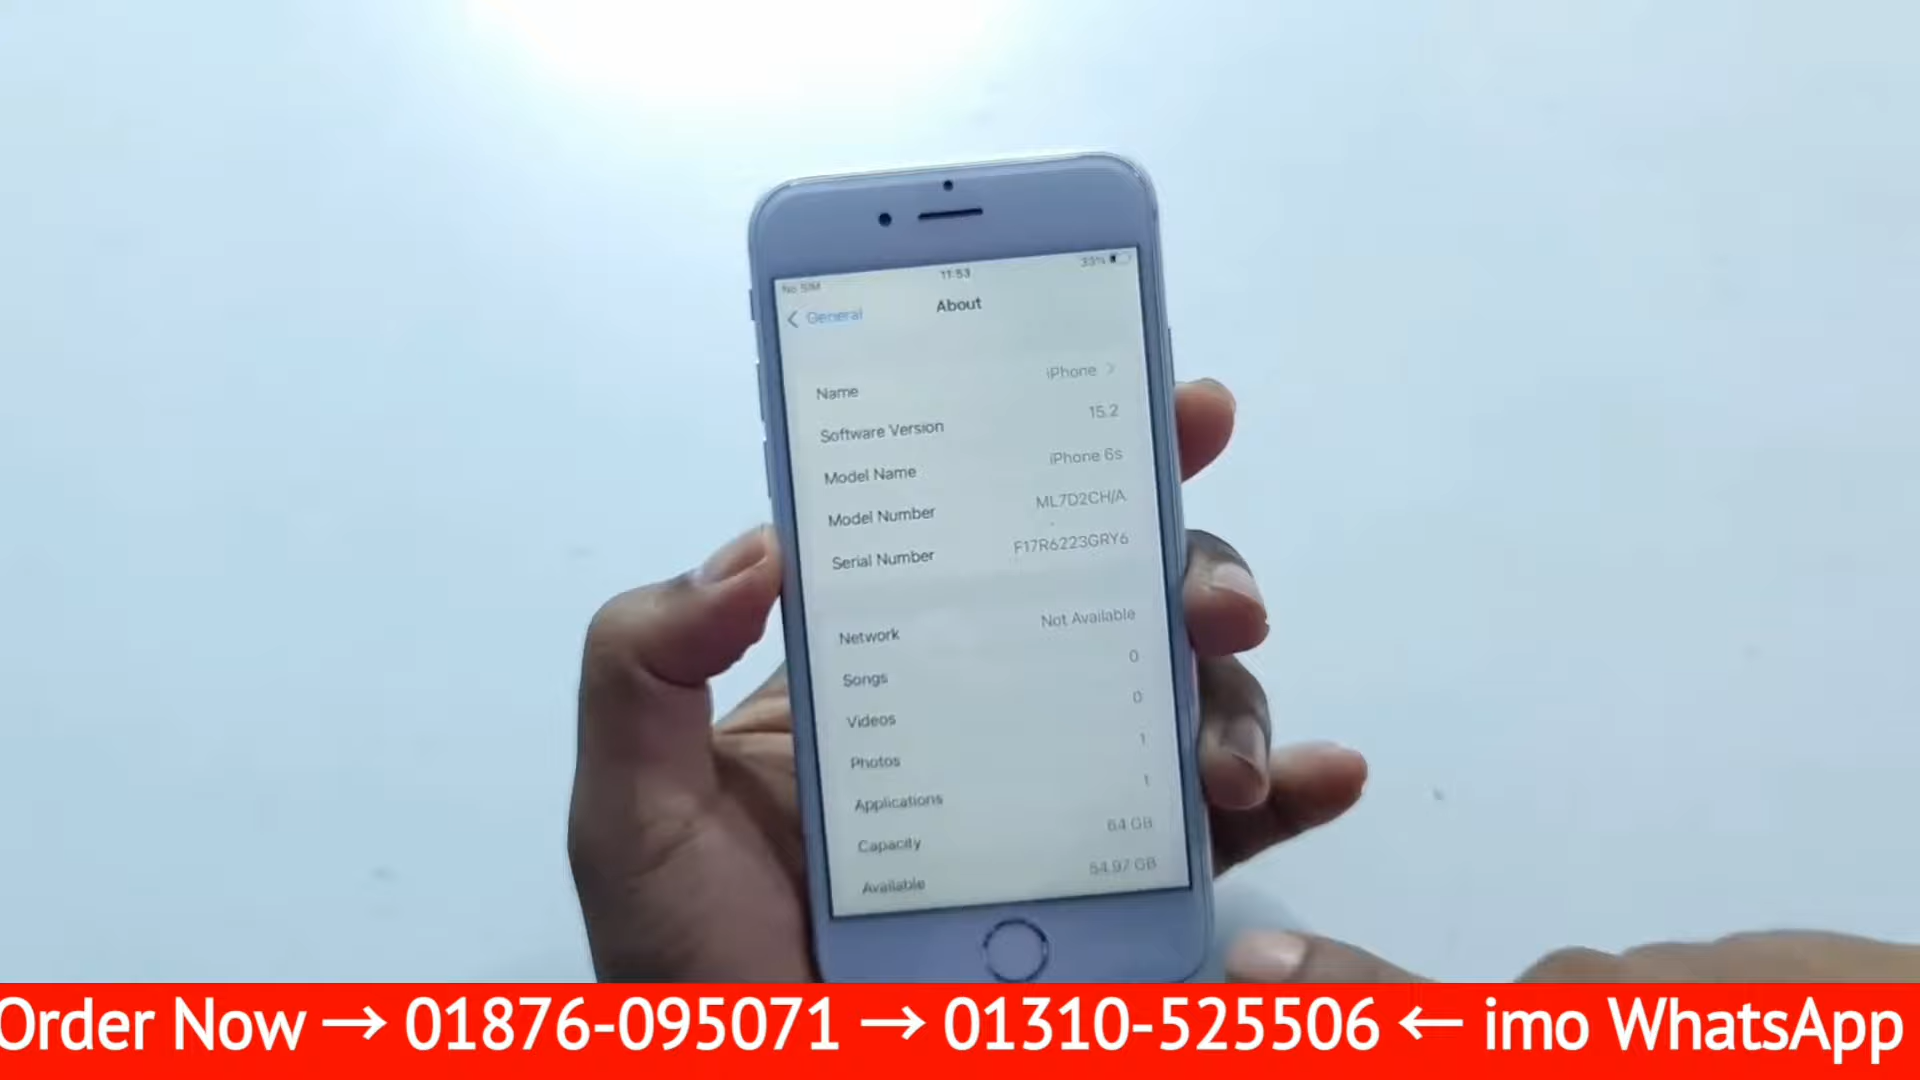 No SIM 11:53 33%
General About
Name iPhone
Software Version 15.2
Model Name iPhone 6s
Model Number ML7D2CH/A
Serial Number F17R6223GRY6
Network Not Available
Songs 0
Videos 0
Photos 1
Applications 1
Capacity 64 GB
Available 54.97 GB
Order Now → 01876-095071 → 01310-525506 ← imo WhatsApp